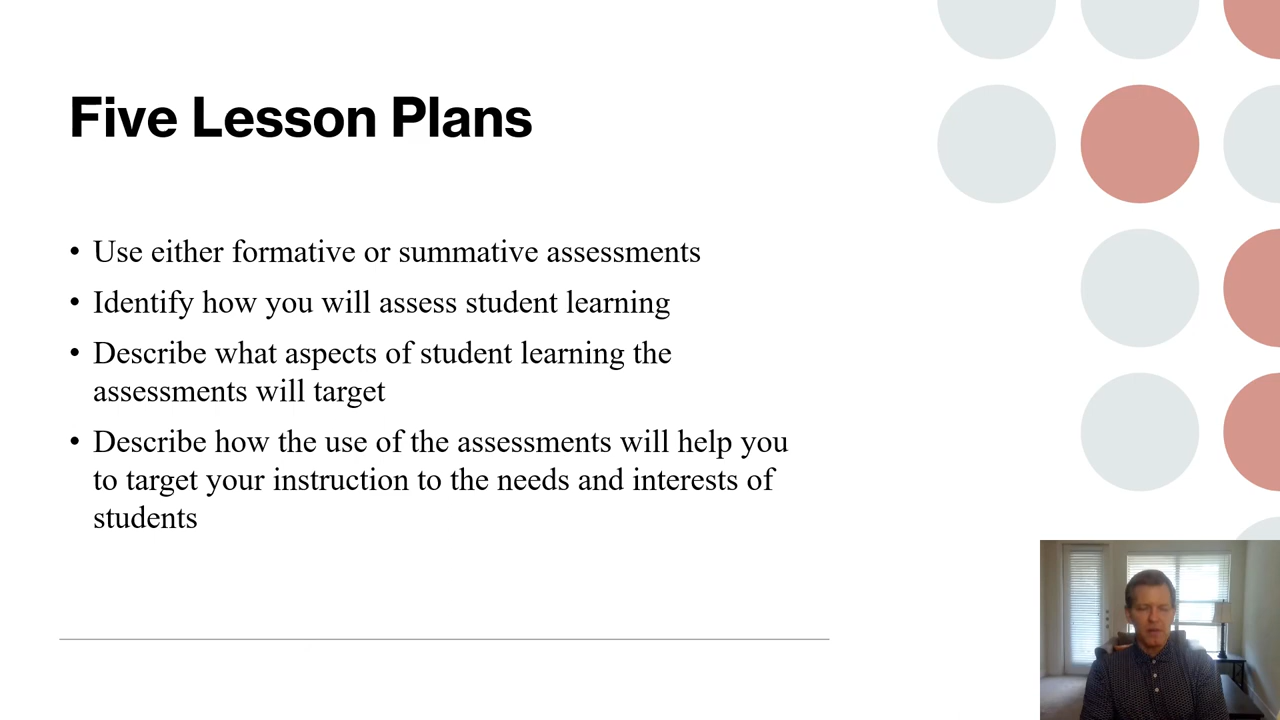 Five Lesson Plans
• Use either formative or summative assessments
• Identify how you will assess student learning
• Describe what aspects of student learning the
assessments will target
• Describe how the use of the assessments will help you
to target your instruction to the needs and interests of
students